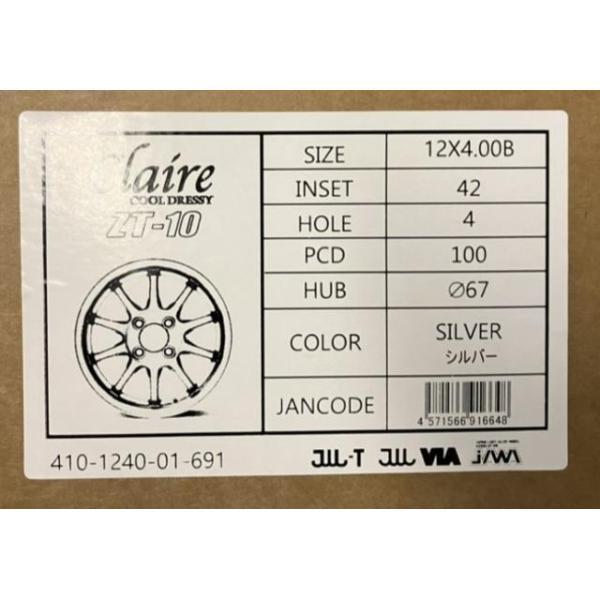 Claire
COOL DRESSY
ZT-10
SIZE 12X4.00B
INSET 42
HOLE 4
PCD 100
HUB ∅67
COLOR SILVER
シルバー
JANCODE 4 571566 916648
410-1240-01-691 JWL-T JWL VIA JAWA